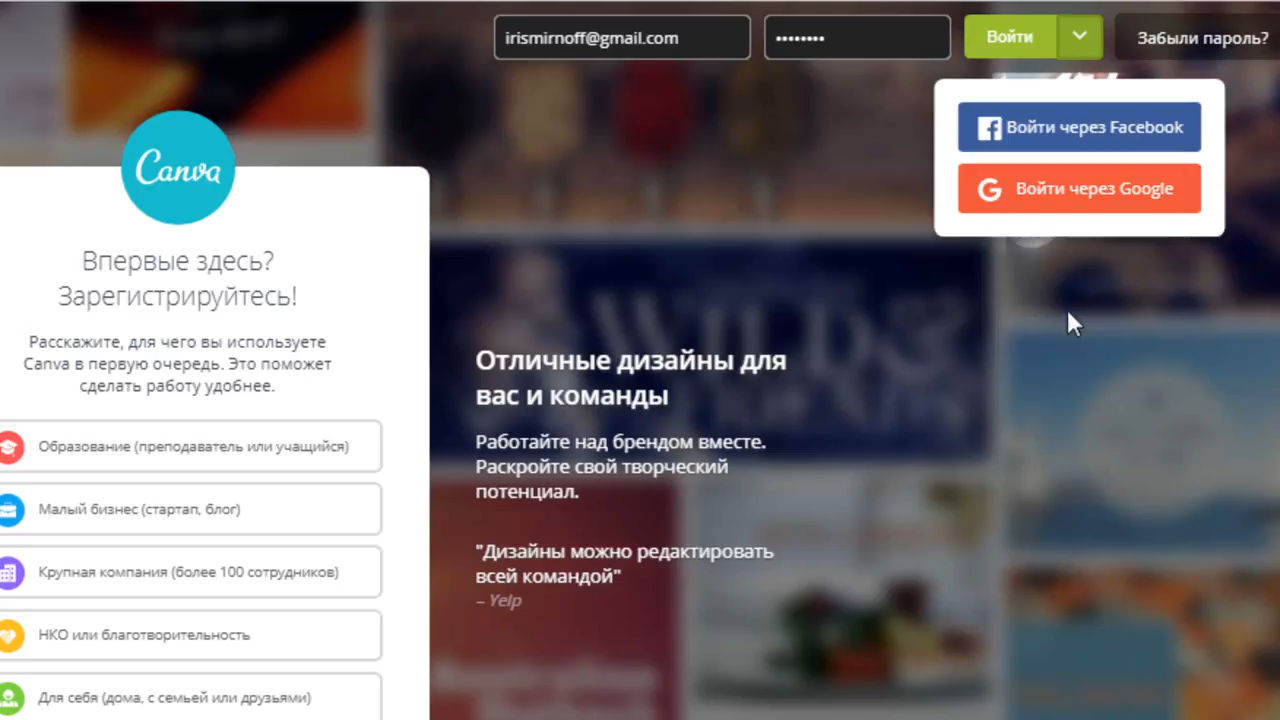 irismirnoff@gmail.com
••••••••
Войти
Забыли пароль?
Войти через Facebook
Войти через Google
Canva
Впервые здесь?
Зарегистрируйтесь!
Расскажите, для чего вы используете
Canva в первую очередь. Это поможет
сделать работу удобнее.
Образование (преподаватель или учащийся)
Малый бизнес (стартап, блог)
Крупная компания (более 100 сотрудников)
НКО или благотворительность
Для себя (дома, с семьей или друзьями)
Отличные дизайны для
вас и команды
Работайте над брендом вместе.
Раскройте свой творческий
потенциал.
"Дизайны можно редактировать
всей командой"
– Yelp
WILD